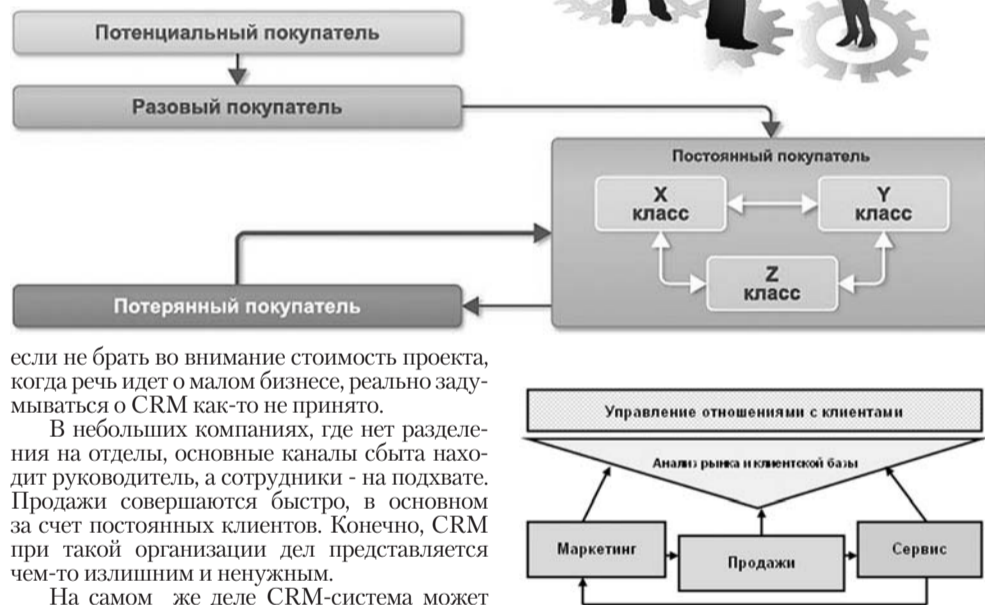 Потенциальный покупатель
Разовый покупатель
Постоянный покупатель
X
класс
Y
класс
Z
класс
Потерянный покупатель
если не брать во внимание стоимость проекта,
когда речь идет о малом бизнесе, реально заду-
мываться о CRM как-то не принято.
В небольших компаниях, где нет разделе-
ния на отделы, основные каналы сбыта нахо-
дит руководитель, а сотрудники - на подхвате.
Продажи совершаются быстро, в основном
за счет постоянных клиентов. Конечно, CRM
при такой организации дел представляется
чем-то излишним и ненужным.
На самом же деле CRM-система может
Управление отношениями с клиентами
Анализ рынка и клиентской базы
Маркетинг
Продажи
Сервис